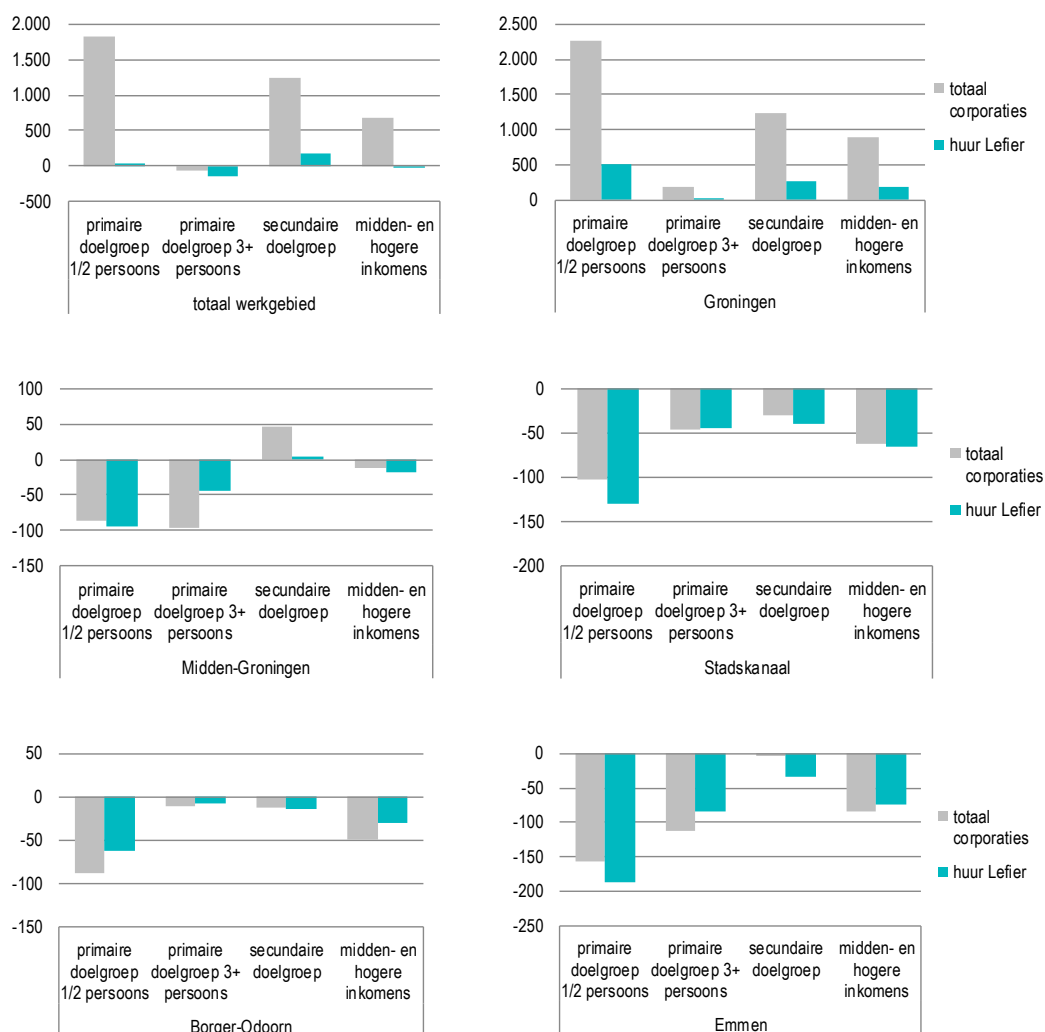 2.000
1.500
1.000
500
0
-500
primaire doelgroep 1/2 persoons
primaire doelgroep 3+ persoons
secundaire doelgroep
midden- en hogere inkomens
totaal werkgebied
2.500
2.000
1.500
1.000
500
0
primaire doelgroep 1/2 persoons
primaire doelgroep 3+ persoons
secundaire doelgroep
midden- en hogere inkomens
Groningen
totaal corporaties
huur Lefier
100
50
0
-50
-100
-150
primaire doelgroep 1/2 persoons
primaire doelgroep 3+ persoons
secundaire doelgroep
midden- en hogere inkomens
Midden-Groningen
0
-50
-100
-150
-200
primaire doelgroep 1/2 persoons
primaire doelgroep 3+ persoons
secundaire doelgroep
midden- en hogere inkomens
Stadskanaal
totaal corporaties
huur Lefier
50
0
-50
-100
-150
primaire doelgroep 1/2 persoons
primaire doelgroep 3+ persoons
secundaire doelgroep
midden- en hogere inkomens
Borger-Odoorn
0
-50
-100
-150
-200
-250
primaire doelgroep 1/2 persoons
primaire doelgroep 3+ persoons
secundaire doelgroep
midden- en hogere inkomens
Emmen
totaal corporaties
huur Lefier